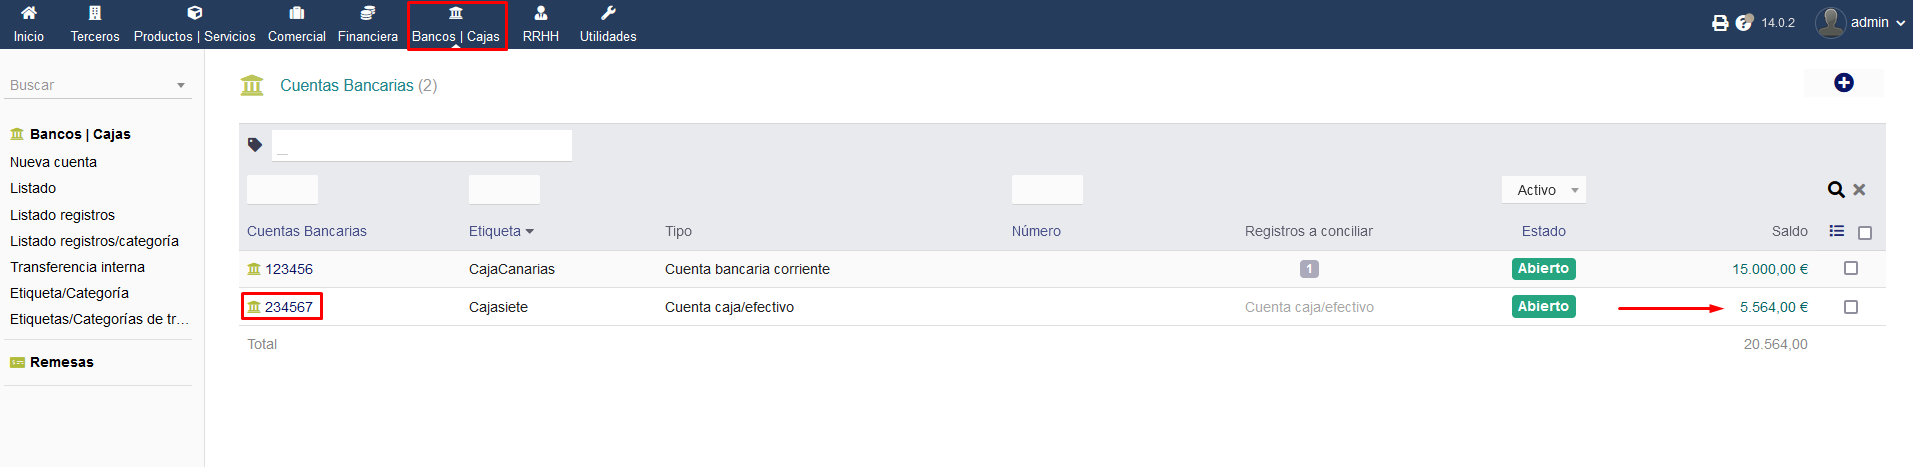 Inicio Terceros Productos | Servicios Comercial Financiera Bancos | Cajas RRHH Utilidades 14.0.2 admin
Buscar
Bancos | Cajas
Nueva cuenta
Listado
Listado registros
Listado registros/categoría
Transferencia interna
Etiqueta/Categoría
Etiquetas/Categorías de tr...
Remesas
Cuentas Bancarias (2)
Activo
Cuentas Bancarias Etiqueta Tipo Número Registros a conciliar Estado Saldo
123456 CajaCanarias Cuenta bancaria corriente 1 Abierto 15.000,00 €
234567 Cajasiete Cuenta caja/efectivo Cuenta caja/efectivo Abierto 5.564,00 €
Total 20.564,00